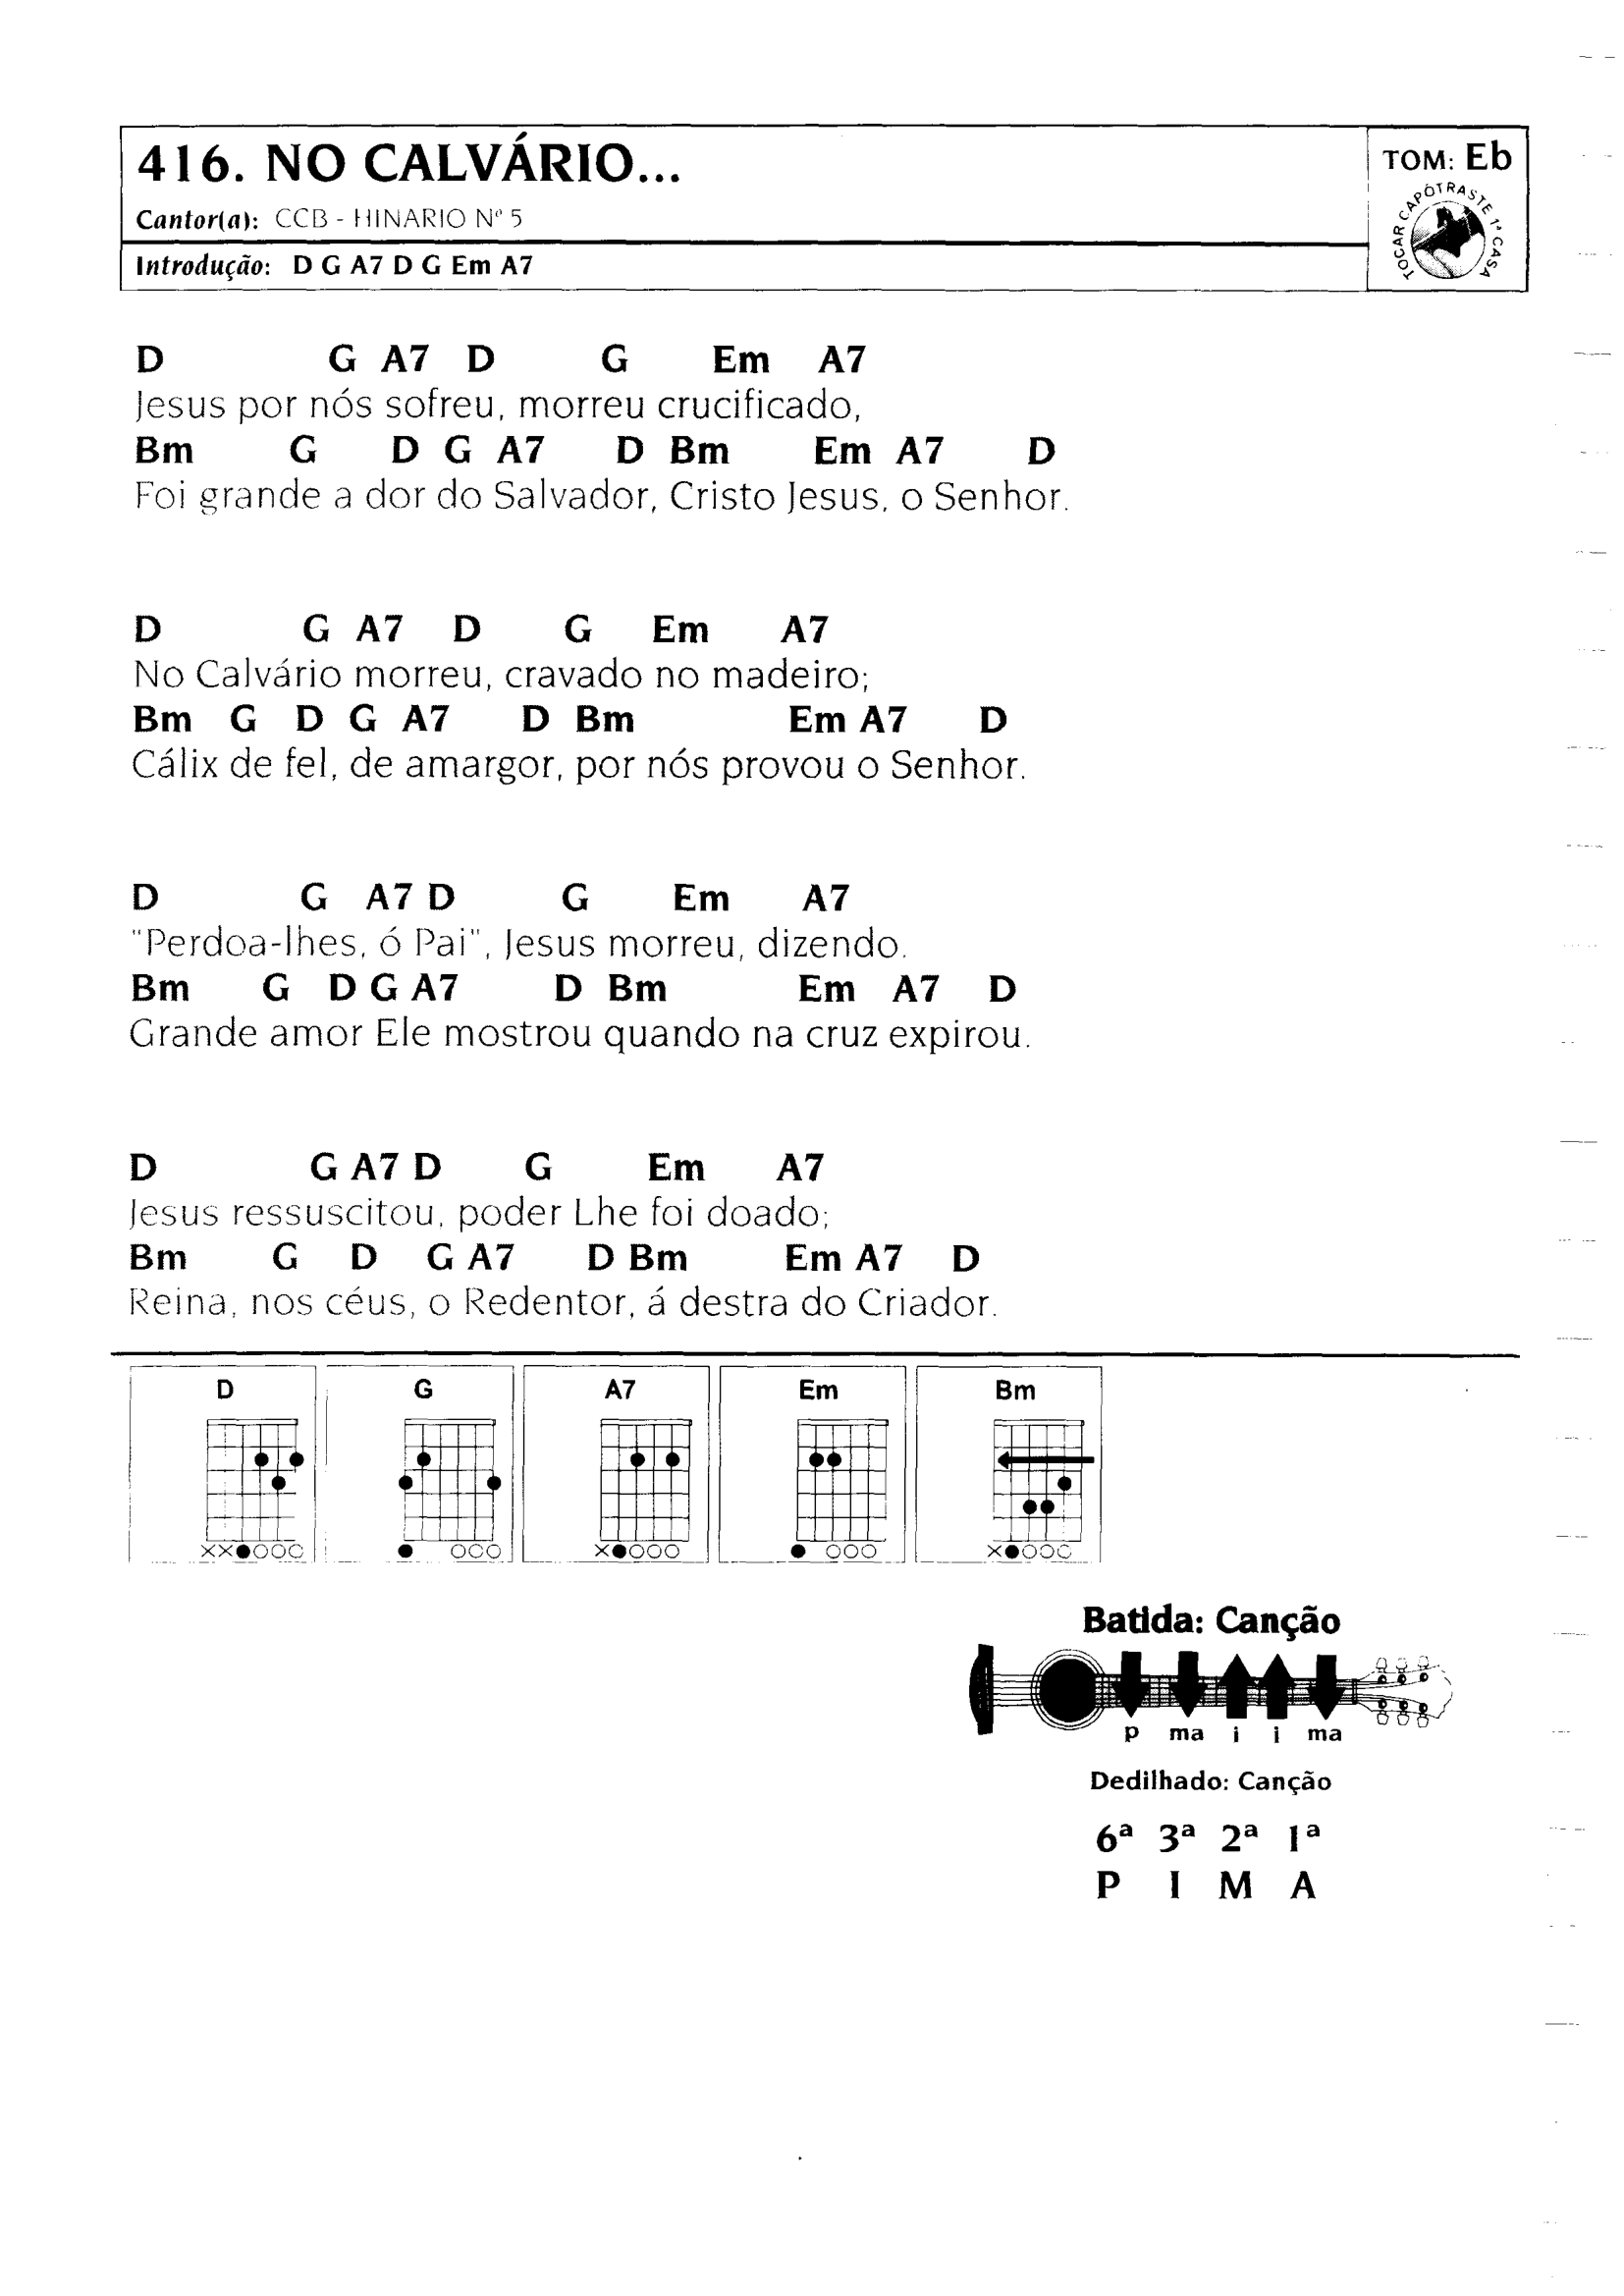 416. NO CALVÁRIO...
TOM: Eb
TOCAR CAPÓTRASTE 1ª CASA
Cantor(a): CCB - HINARIO Nº 5
Introdução: D G A7 D G Em A7
D G A7 D G Em A7
Jesus por nós sofreu, morreu crucificado,
Bm G D G A7 D Bm Em A7 D
Foi grande a dor do Salvador, Cristo Jesus, o Senhor.
D G A7 D G Em A7
No Calvário morreu, cravado no madeiro;
Bm G D G A7 D Bm Em A7 D
Cálix de fel, de amargor, por nós provou o Senhor.
D G A7 D G Em A7
"Perdoa-lhes, ó Pai", Jesus morreu, dizendo.
Bm G D G A7 D Bm Em A7 D
Grande amor Ele mostrou quando na cruz expirou.
D G A7 D G Em A7
Jesus ressuscitou, poder Lhe foi doado;
Bm G D G A7 D Bm Em A7 D
Reina, nos céus, o Redentor, á destra do Criador.
D G A7 Em Bm
Batida: Canção
p ma i i ma
Dedilhado: Canção
6ª 3ª 2ª 1ª
P I M A